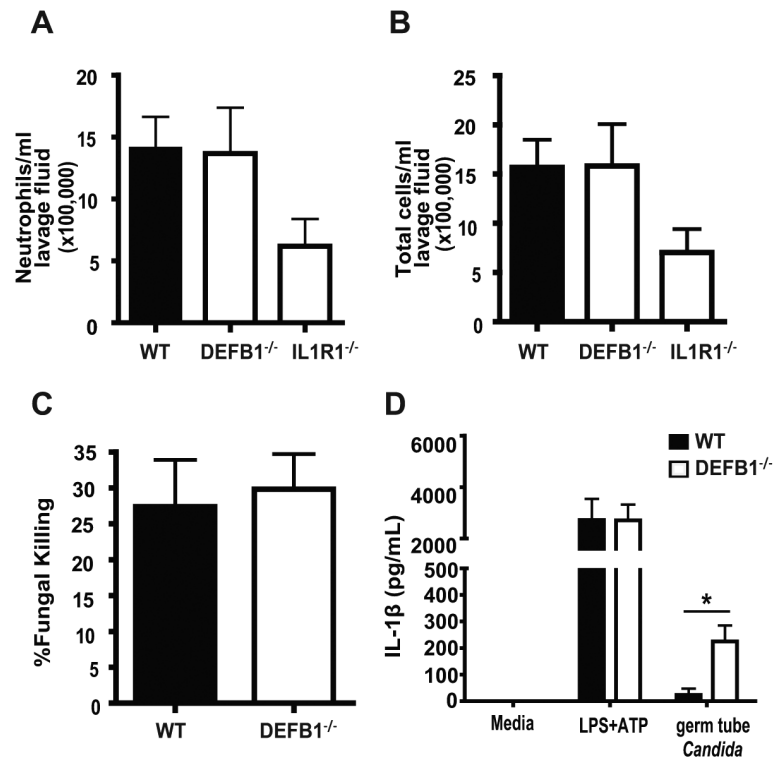 A
Neutrophils/ml
lavage fluid
(x100,000)
20
15
10
5
0
WT
DEFB1-/-
IL1R1-/-
B
Total cells/ml
lavage fluid
(x100,000)
25
20
15
10
5
0
WT
DEFB1-/-
IL1R1-/-
C
%Fungal Killing
35
30
25
20
15
10
5
0
WT
DEFB1-/-
D
IL-1β (pg/mL)
6000
4000
2000
500
400
300
200
100
0
WT
DEFB1-/-
*
Media
LPS+ATP
germ tube
Candida